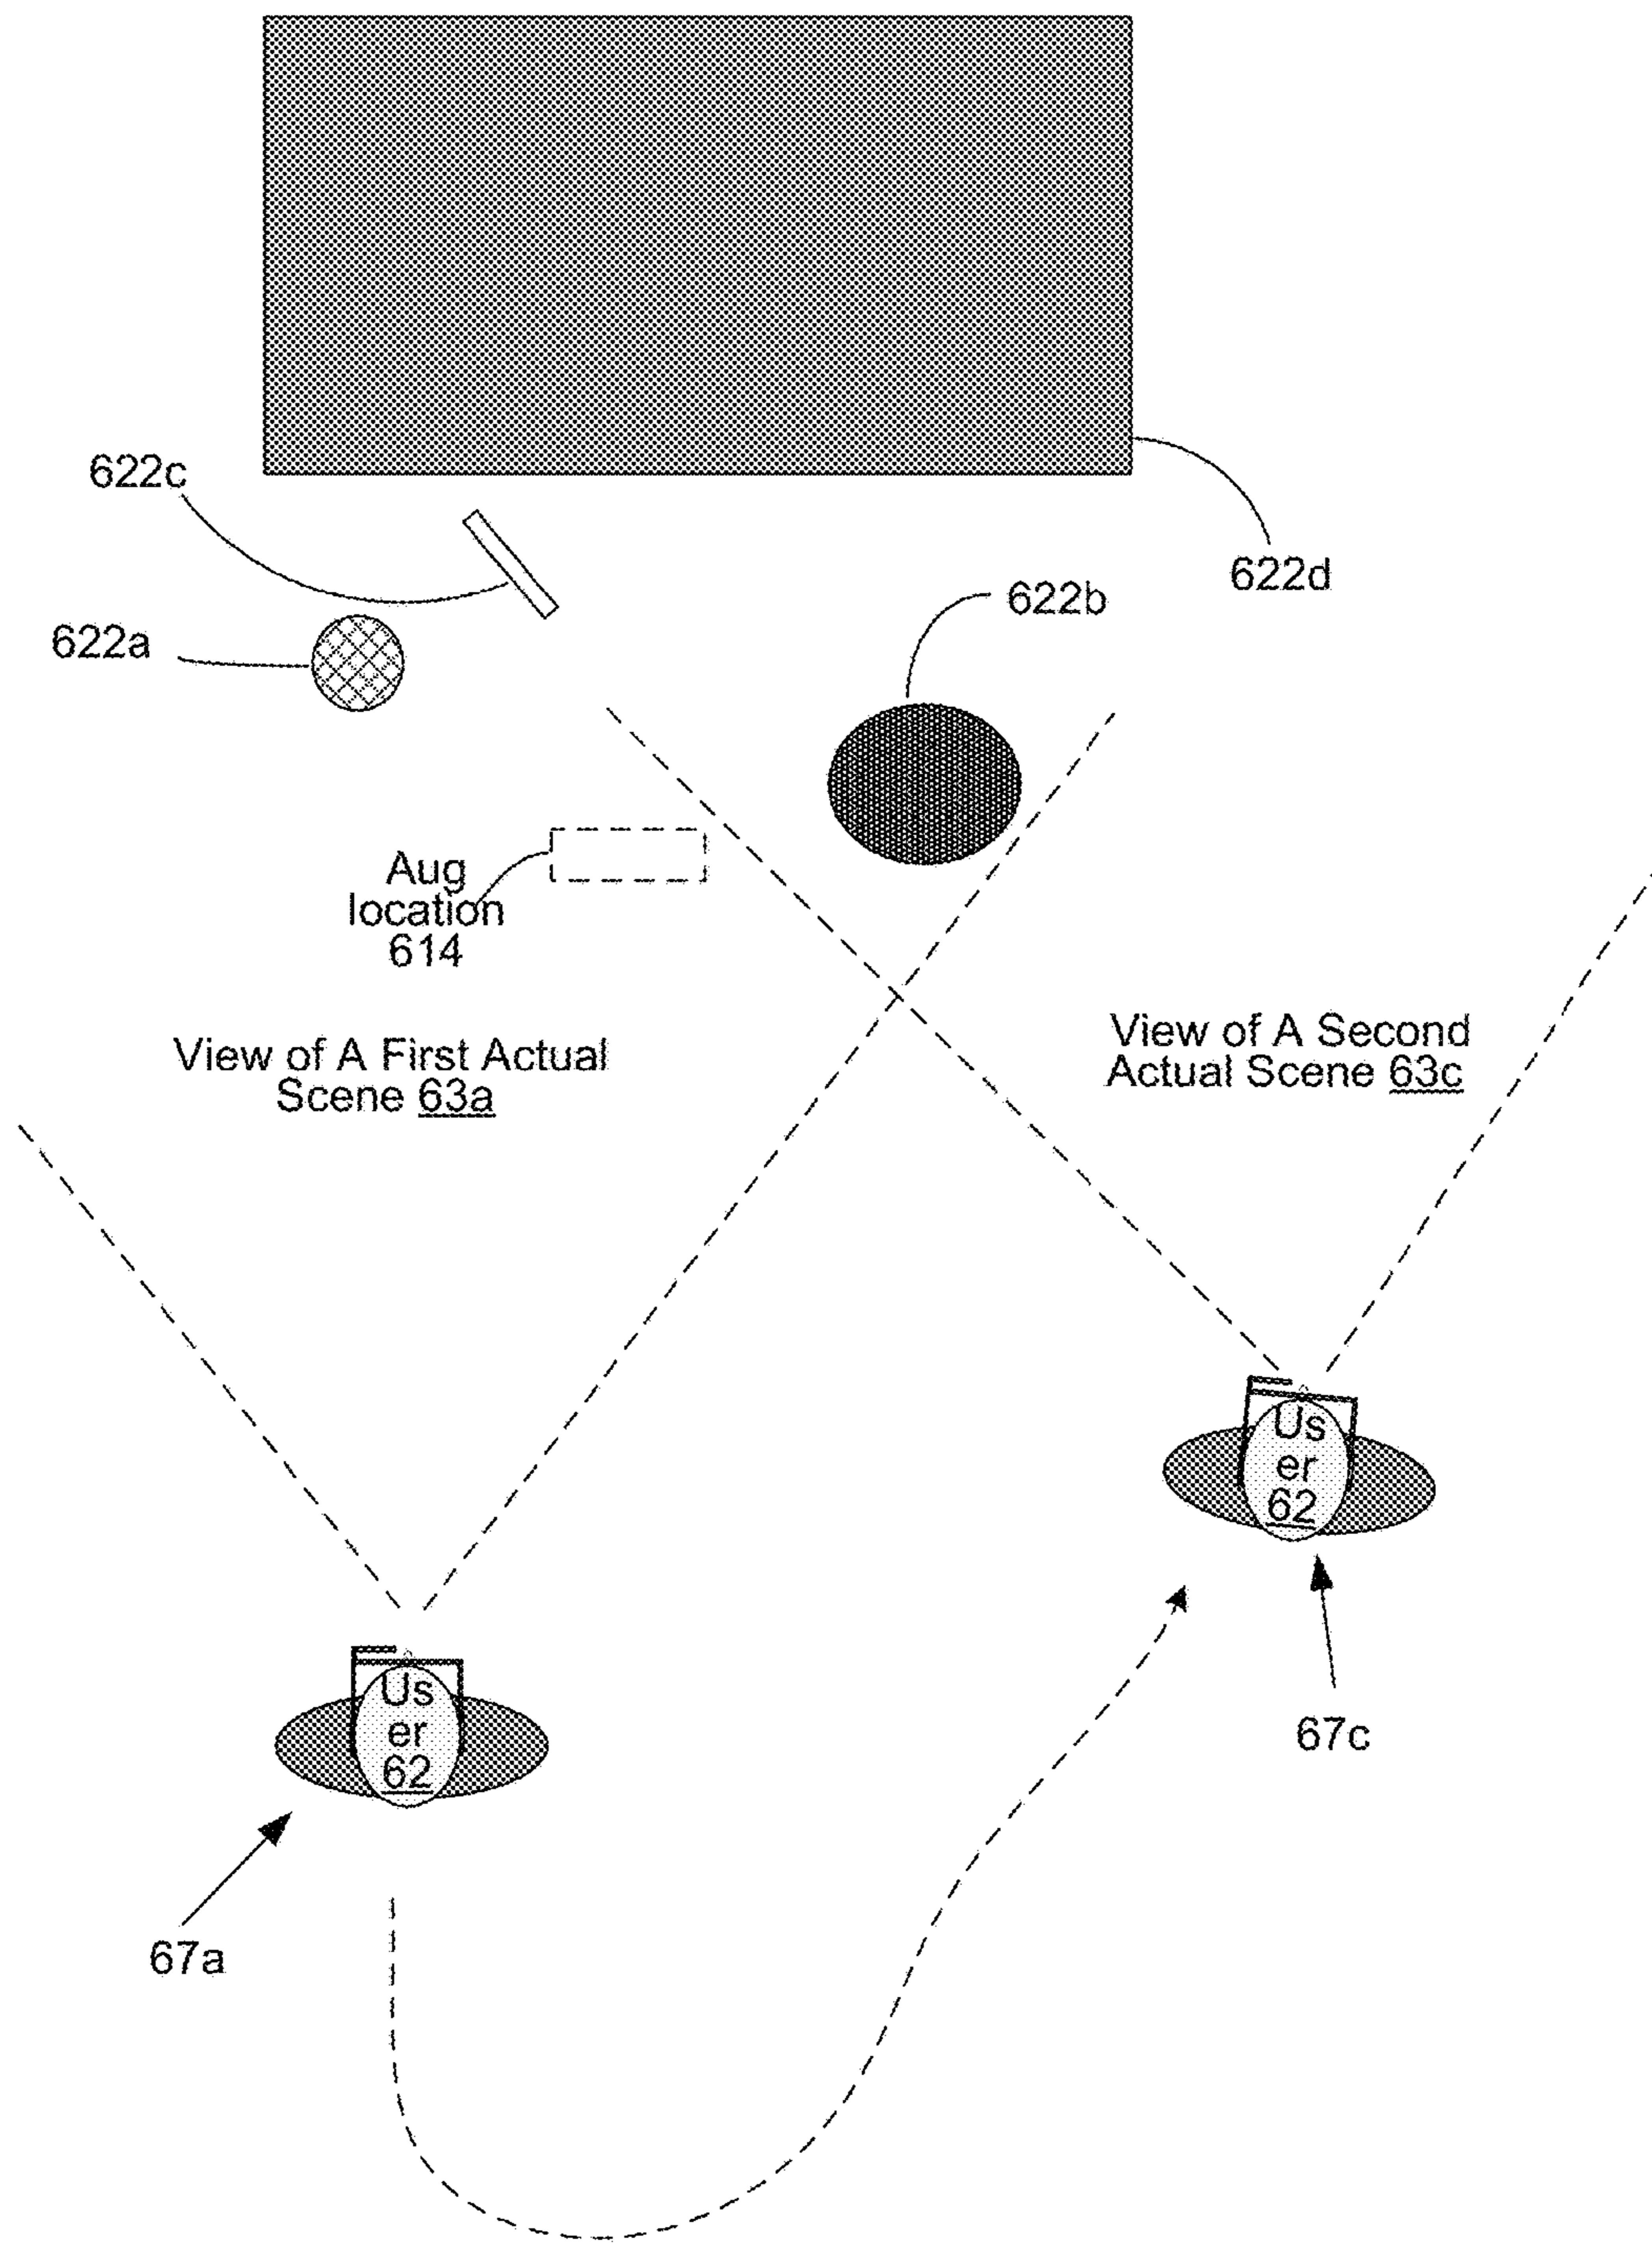 622c
622d
622b
622a
Aug
location
614
View of A First Actual
Scene 63a
View of A Second
Actual Scene 63c
Us
er
62
67c
Us
er
62
67a